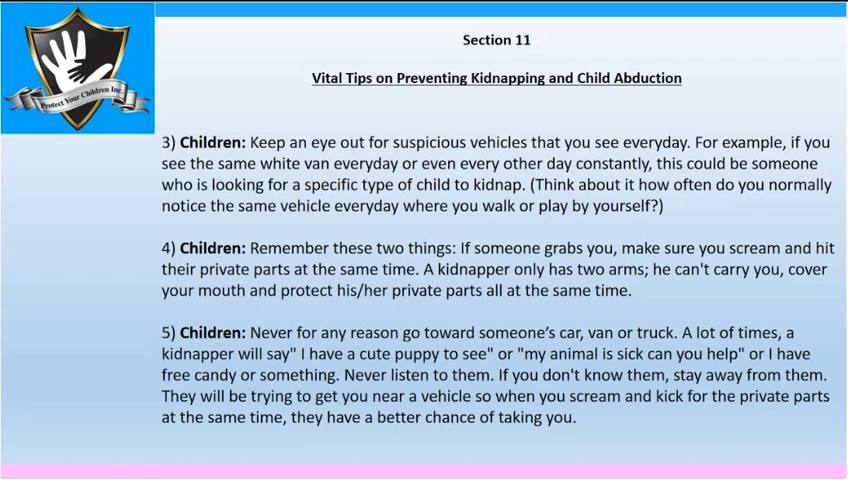 Protect Your Children Inc.
Section 11
Vital Tips on Preventing Kidnapping and Child Abduction
3) Children: Keep an eye out for suspicious vehicles that you see everyday. For example, if you
see the same white van everyday or even every other day constantly, this could be someone
who is looking for a specific type of child to kidnap. (Think about it how often do you normally
notice the same vehicle everyday where you walk or play by yourself?)
4) Children: Remember these two things: If someone grabs you, make sure you scream and hit
their private parts at the same time. A kidnapper only has two arms; he can't carry you, cover
your mouth and protect his/her private parts all at the same time.
5) Children: Never for any reason go toward someone’s car, van or truck. A lot of times, a
kidnapper will say" I have a cute puppy to see" or "my animal is sick can you help" or I have
free candy or something. Never listen to them. If you don't know them, stay away from them.
They will be trying to get you near a vehicle so when you scream and kick for the private parts
at the same time, they have a better chance of taking you.